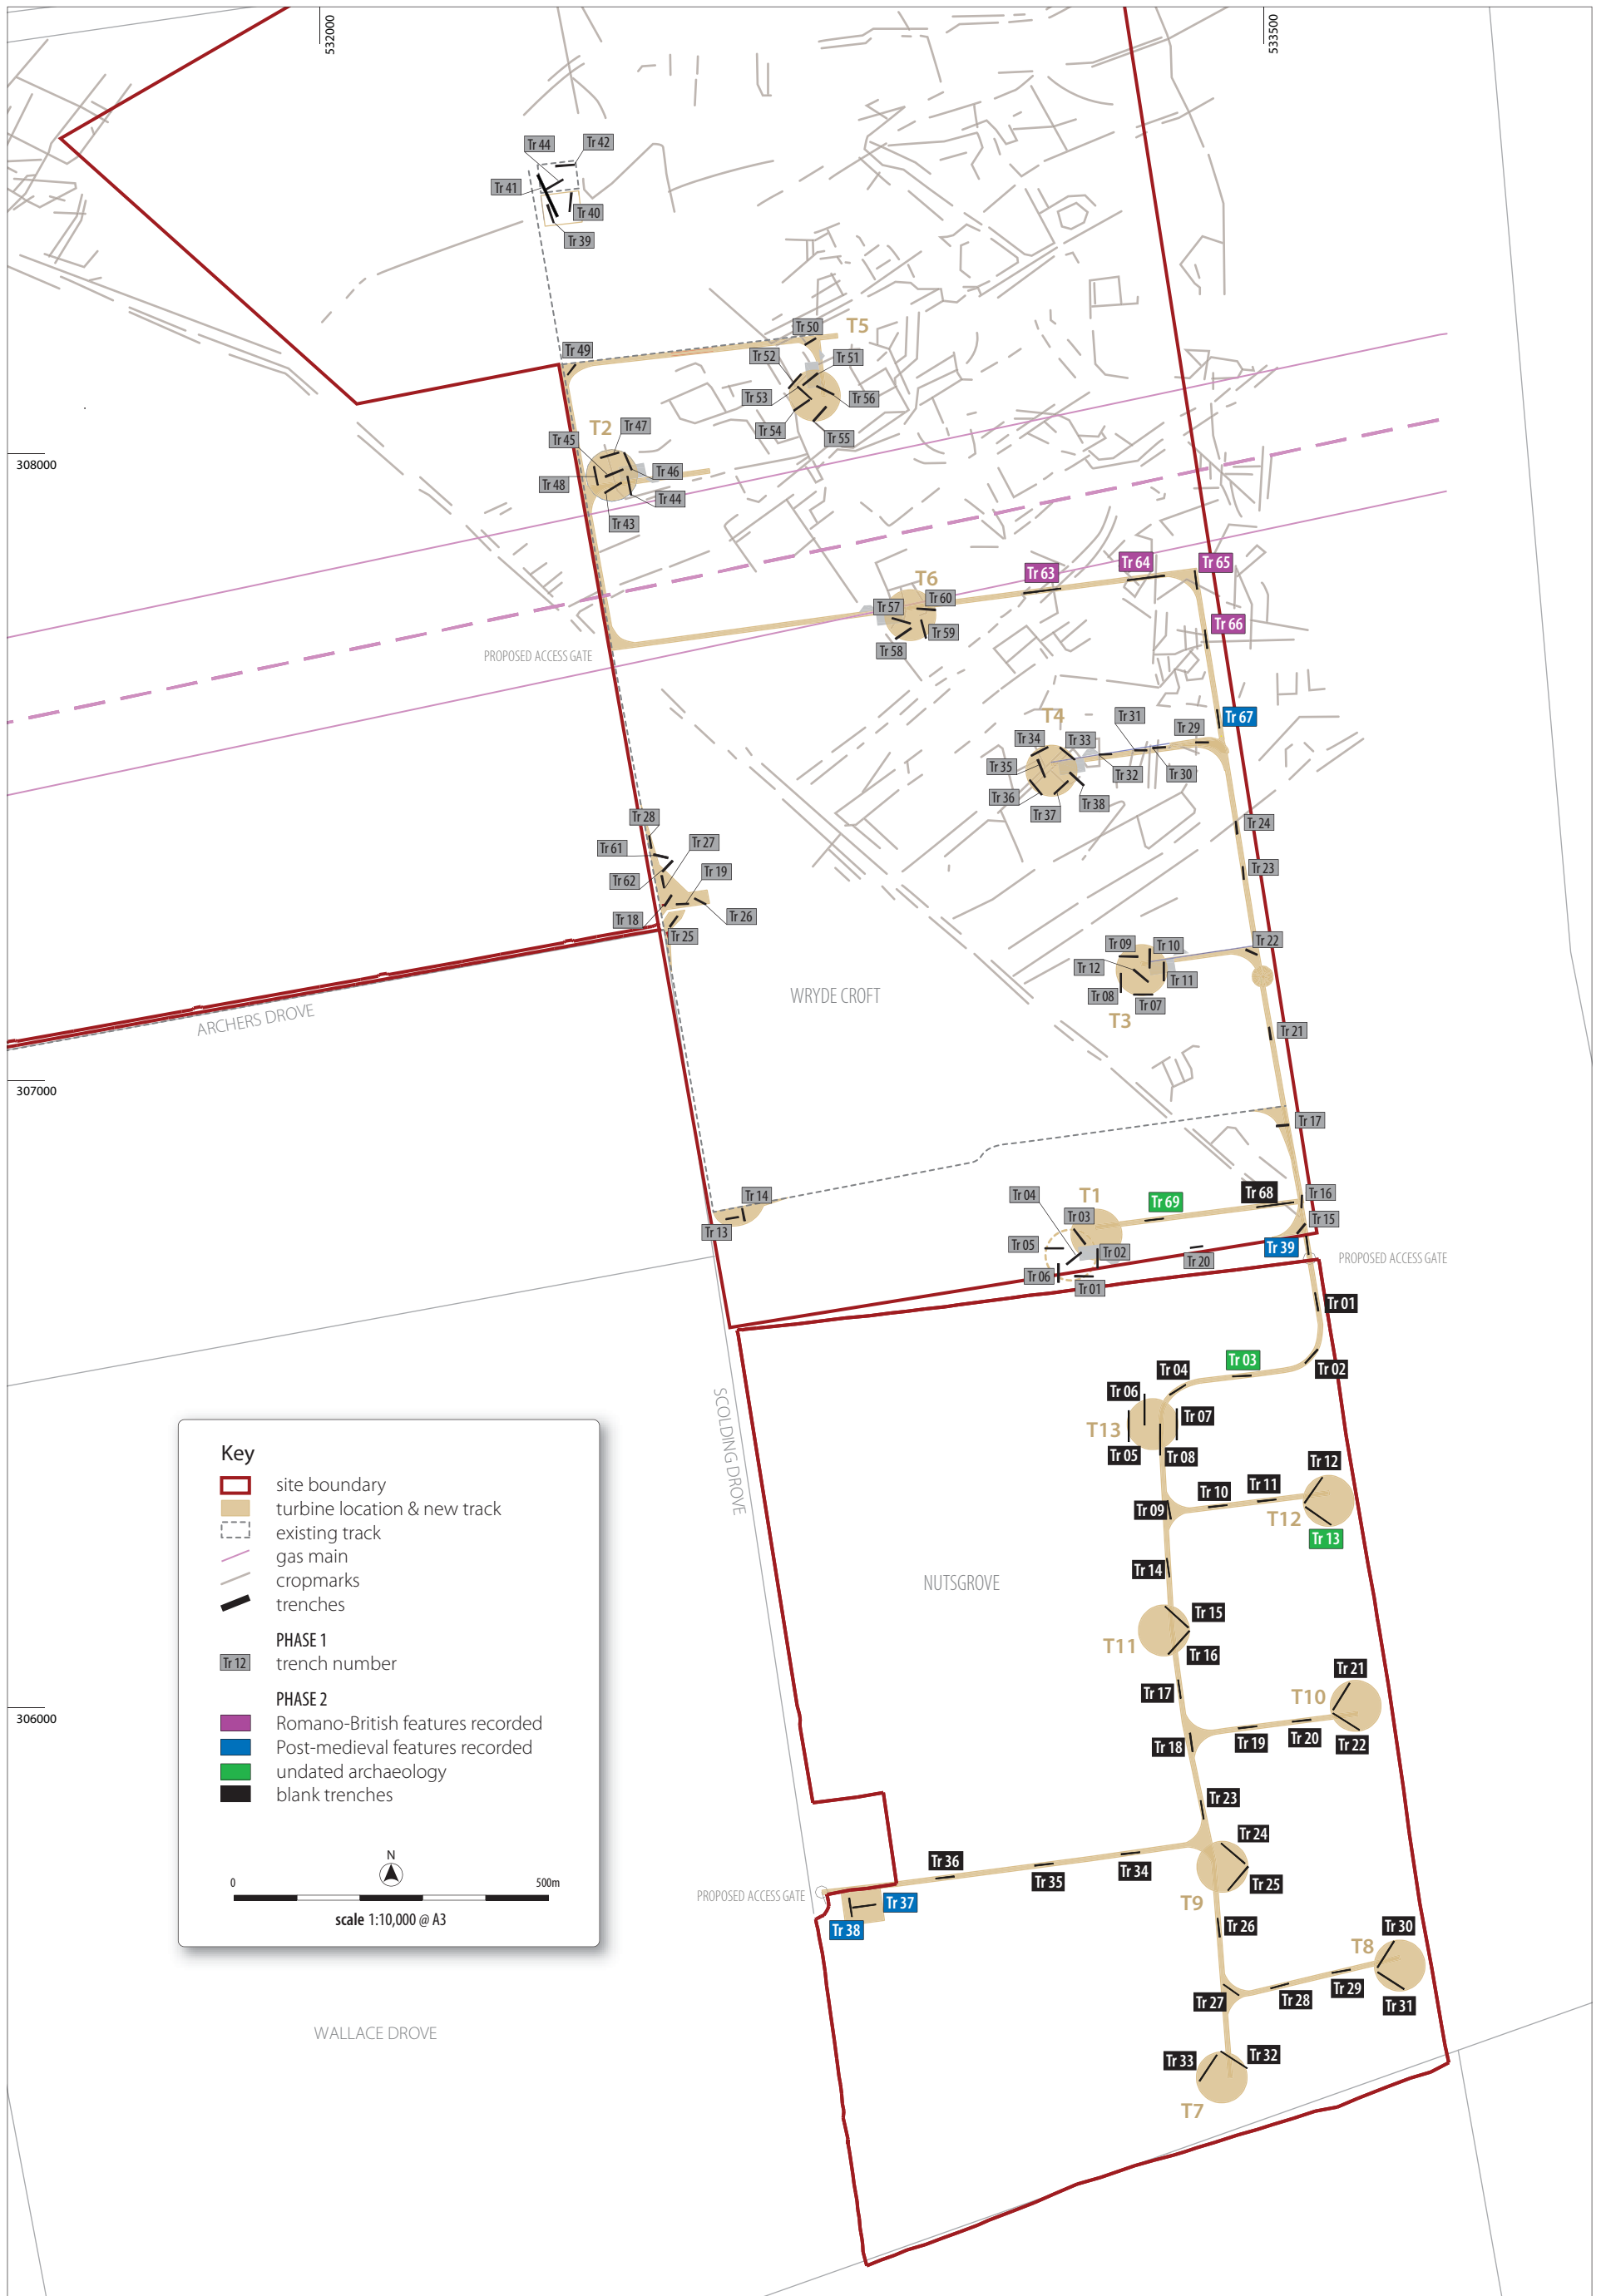 532000
533500
Tr 44
Tr 42
Tr 41
Tr 40
Tr 39
Tr 50
T5
Tr 49
Tr 52
Tr 51
Tr 53
Tr 56
Tr 54
Tr 55
T2
Tr 47
Tr 45
308000
Tr 46
Tr 48
Tr 44
Tr 43
Tr 64
Tr 65
Tr 63
T6
Tr 60
Tr 57
Tr 66
Tr 59
Tr 58
PROPOSED ACCESS GATE
T4
Tr 31
Tr 67
Tr 29
Tr 34
Tr 33
Tr 35
Tr 32
Tr 30
Tr 36
Tr 38
Tr 37
Tr 28
Tr 24
Tr 27
Tr 61
Tr 23
Tr 19
Tr 62
Tr 26
Tr 18
Tr 25
Tr 22
Tr 09
Tr 10
Tr 12
Tr 11
Tr 08
Tr 07
WRYDE CROFT
T3
ARCHERS DROVE
Tr 21
307000
Tr 17
Tr 14
Tr 13
Tr 04
T1
Tr 69
Tr 68
Tr 16
Tr 03
Tr 15
Tr 05
Tr 02
Tr 39
Tr 20
PROPOSED ACCESS GATE
Tr 06
Tr 01
Tr 01
Tr 03
Tr 02
Tr 04
Tr 06
Tr 07
T13
Tr 05
Tr 08
SCOLDING DROVE
Tr 12
Tr 11
Tr 10
Tr 09
T12
Tr 13
Tr 14
NUTSGROVE
Tr 15
T11
Tr 16
Tr 21
Tr 17
T10
306000
Tr 19
Tr 20
Tr 22
Tr 18
Tr 23
Tr 24
Tr 36
Tr 34
Tr 35
Tr 25
PROPOSED ACCESS GATE
Tr 37
T9
Tr 38
Tr 26
Tr 30
T8
Tr 29
Tr 27
Tr 28
Tr 31
Tr 33
Tr 32
T7
WALLACE DROVE
Key
site boundary
turbine location & new track
existing track
gas main
cropmarks
trenches
PHASE 1
Tr 12 trench number
PHASE 2
Romano-British features recorded
Post-medieval features recorded
undated archaeology
blank trenches
N
0 500m
scale 1:10,000 @ A3